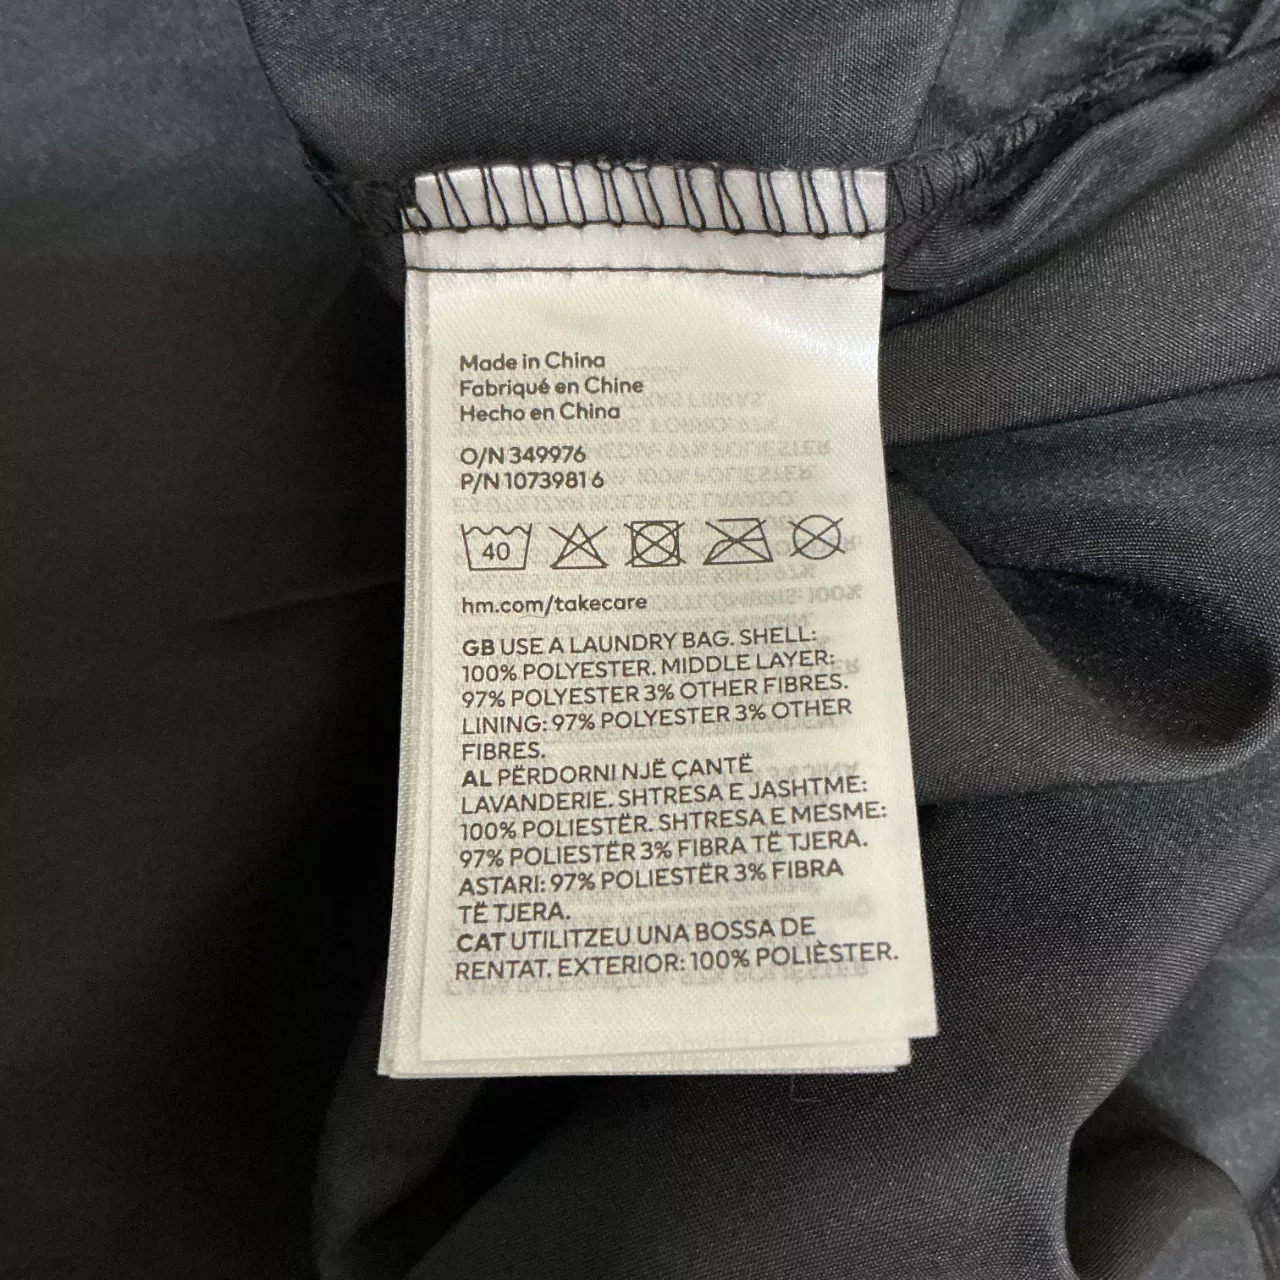 Made in China
Fabriqué en Chine
Hecho en China
O/N 349976
P/N 1073981 6
40
hm.com/takecare
GB USE A LAUNDRY BAG. SHELL:
100% POLYESTER. MIDDLE LAYER:
97% POLYESTER 3% OTHER FIBRES.
LINING: 97% POLYESTER 3% OTHER
FIBRES.
AL PËRDORNI NJË ÇANTË
LAVANDERIE. SHTRESA E JASHTME:
100% POLIESTËR. SHTRESA E MESME:
97% POLIESTËR 3% FIBRA TË TJERA.
ASTARI: 97% POLIESTËR 3% FIBRA
TË TJERA.
CAT UTILITZEU UNA BOSSA DE
RENTAT. EXTERIOR: 100% POLIÈSTER.